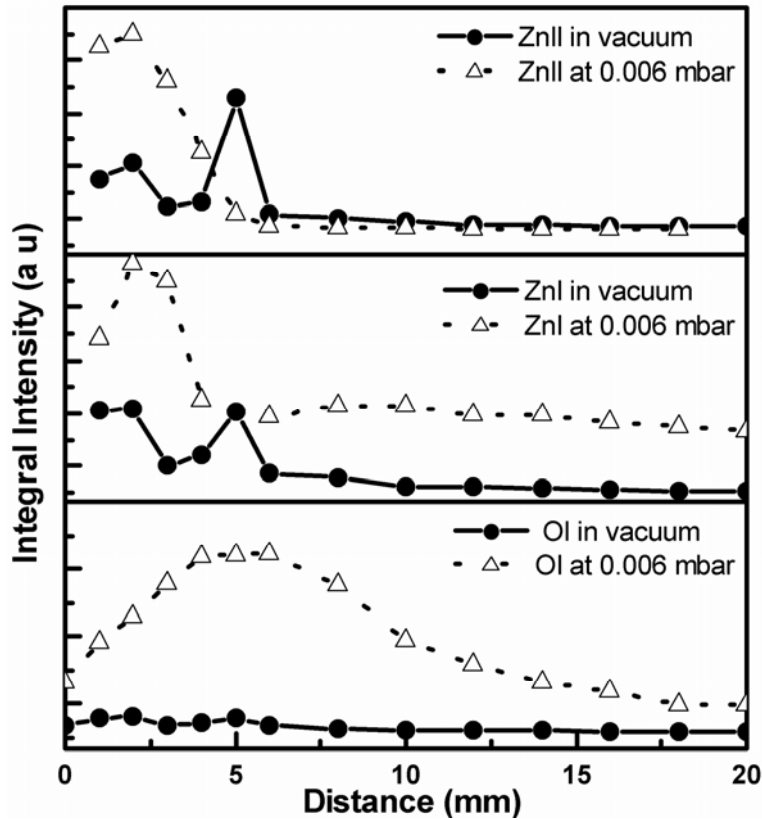 ZnII in vacuum
ZnII at 0.006 mbar
ZnI in vacuum
ZnI at 0.006 mbar
OI in vacuum
OI at 0.006 mbar
Integral Intensity (a u)
0 5 10 15 20
Distance (mm)